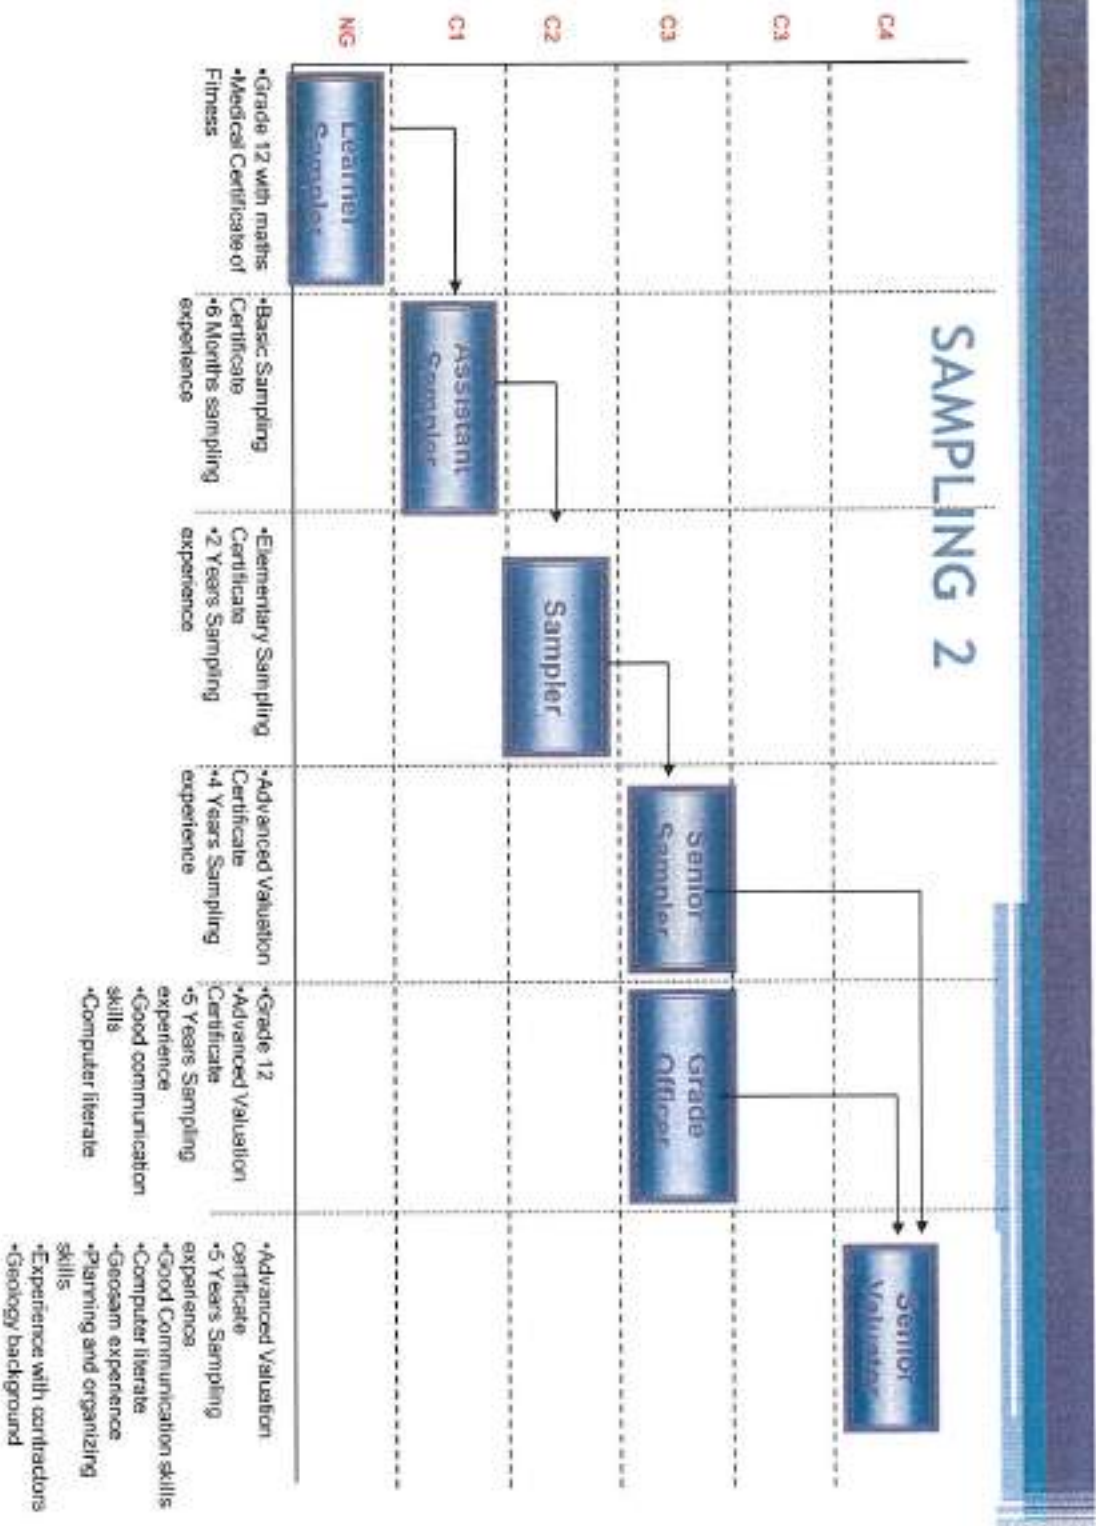 SAMPLING 2
C4
C3
C3
C2
C1
NG
Senior
Valuator
Senior
Sampler
Grade
Officer
Sampler
Assistant
Sampler
Learner
Sampler
•Grade 12 with maths
•Medical Certificate of
Fitness
•Basic Sampling
Certificate
•6 Months sampling
experience
•Elementary Sampling
Certificate
•2 Years Sampling
experience
•Advanced Valuation
Certificate
•4 Years Sampling
experience
•Grade 12
•Advanced Valuation
Certificate
•5 Years Sampling
experience
•Good communication
skills
•Computer literate
•Advanced Valuation
certificate
•5 Years Sampling
experience
•Good Communication skills
•Computer literate
•Geosam experience
•Planning and organizing
skills
•Experience with contractors
•Geology background